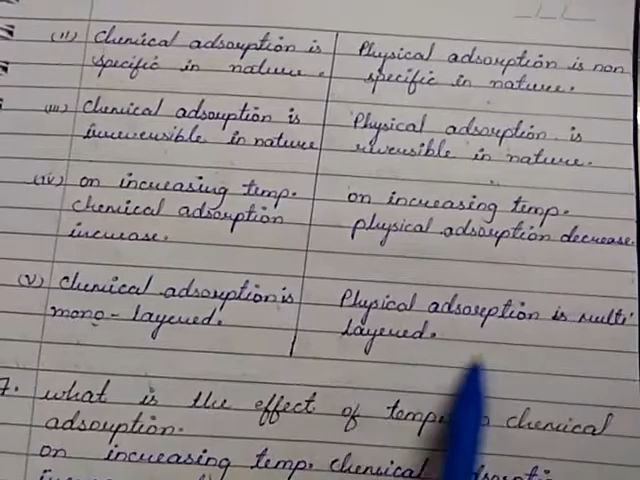 (ii) Chemical adsorption is
specific in nature.
Physical adsorption is non
specific in nature.
(iii) Chemical adsorption is
irreversible in nature
Physical adsorption is
reversible in nature.
(iv) on increasing temp.
chemical adsorption
increase.
on increasing temp.
physical adsorption decrease.
(v) Chemical adsorption is
mono-layered.
Physical adsorption is multi
layered.
7. what is the effect of chemical
adsorption.
on increasing temp. chemical